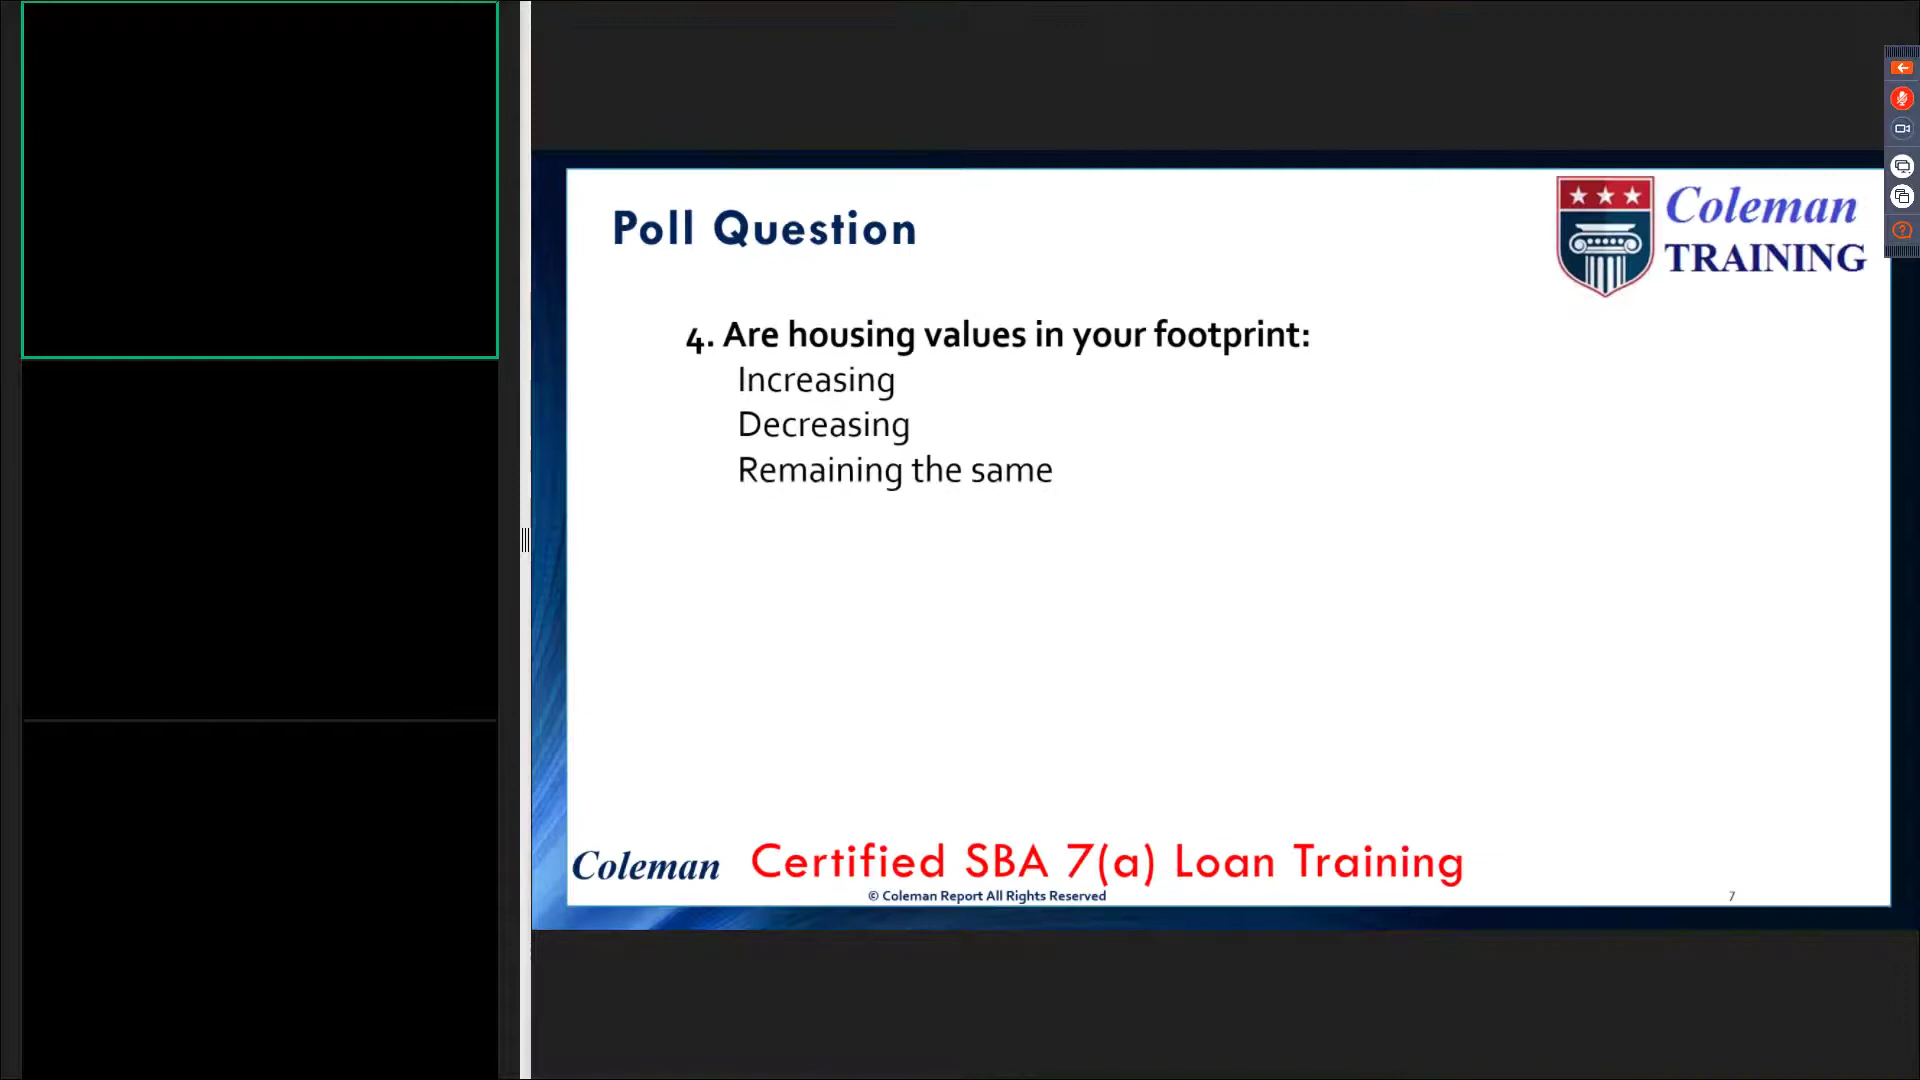 Poll Question
Coleman
TRAINING
4. Are housing values in your footprint:
Increasing
Decreasing
Remaining the same
Coleman
Certified SBA 7(a) Loan Training
© Coleman Report All Rights Reserved
7